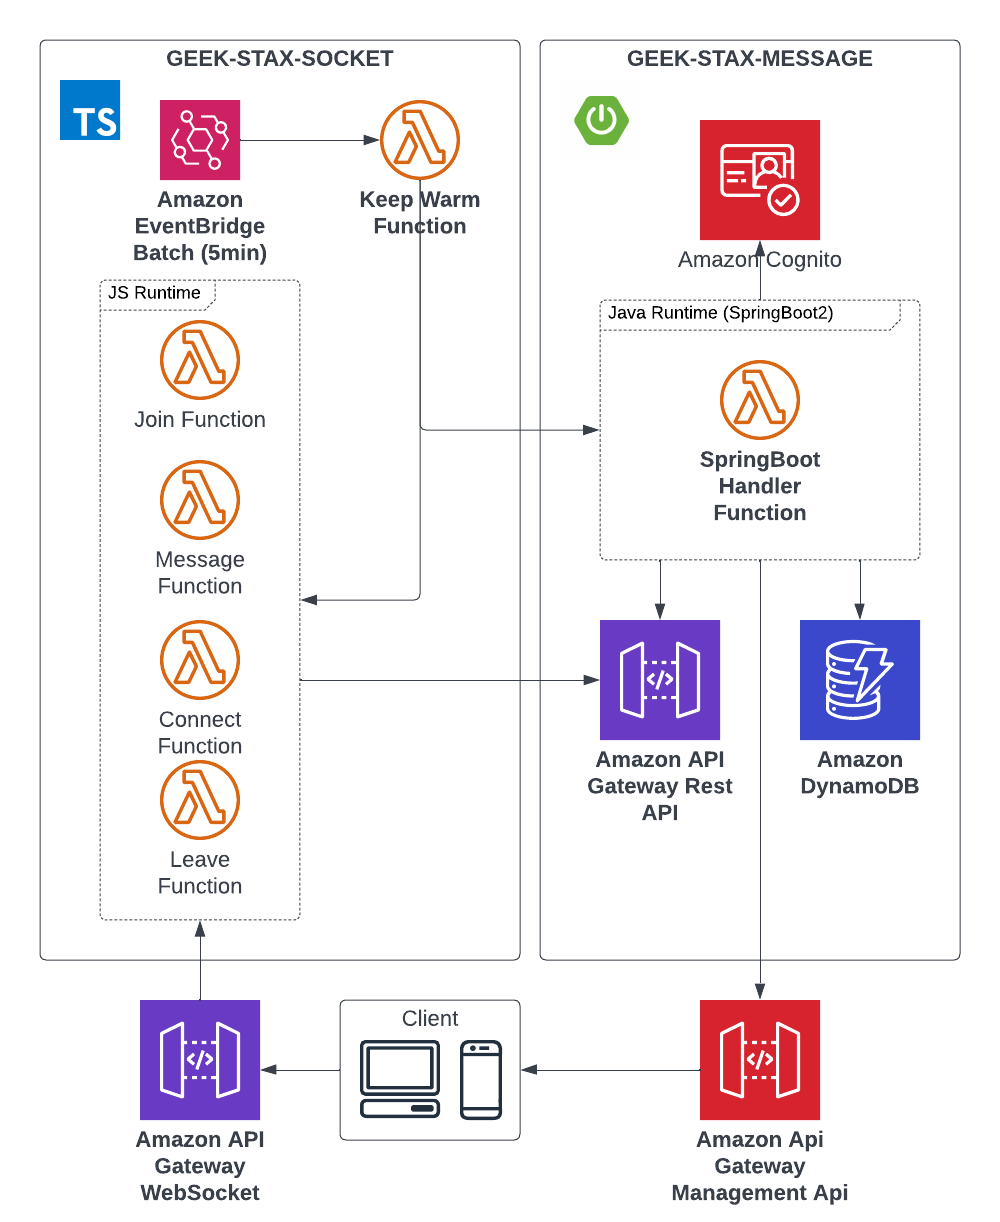 GEEK-STAX-SOCKET
TS
Amazon
EventBridge
Batch (5min)
Keep Warm
Function
JS Runtime
Join Function
Message
Function
Connect
Function
Leave
Function
GEEK-STAX-MESSAGE
Amazon Cognito
Java Runtime (SpringBoot2)
SpringBoot
Handler
Function
</>
Amazon API
Gateway Rest
API
Amazon
DynamoDB
</>
Amazon API
Gateway
WebSocket
Client
</>
Amazon Api
Gateway
Management Api